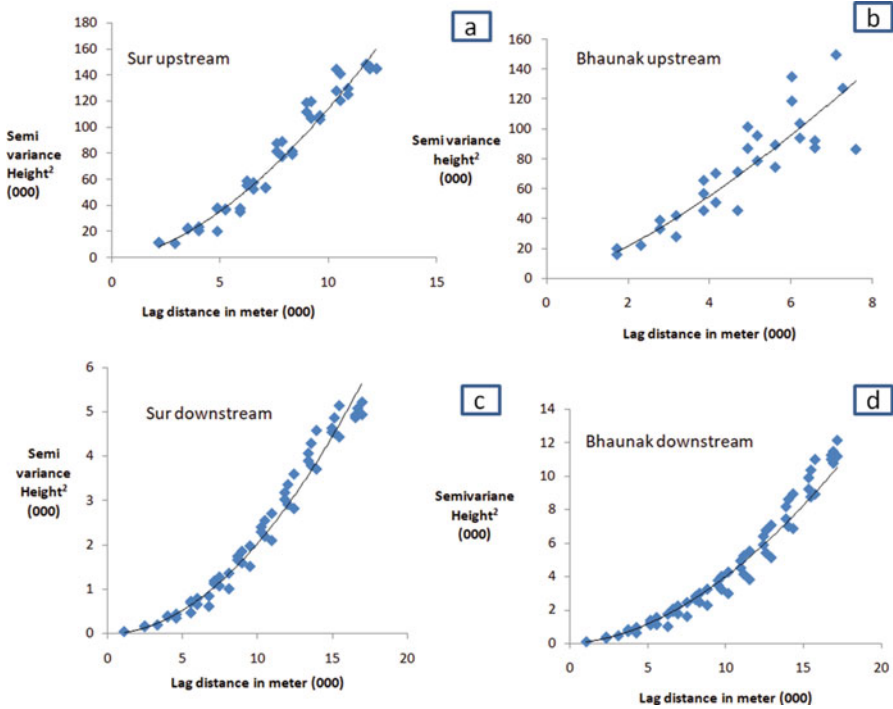 a
Sur upstream
Semi
variance
Height²
(000)
180
160
140
120
100
80
60
40
20
0
0 5 10 15
Lag distance in meter (000)
b
Bhaunak upstream
Semi variance
height²
(000)
160
140
120
100
80
60
40
20
0
0 2 4 6 8
Lag distance in meter (000)
c
Sur downstream
Semi
variance
Height²
(000)
6
5
4
3
2
1
0
0 5 10 15 20
Lag distance in meter (000)
d
Bhaunak downstream
Semivariane
Height²
(000)
14
12
10
8
6
4
2
0
0 5 10 15 20
Lag distance in meter (000)